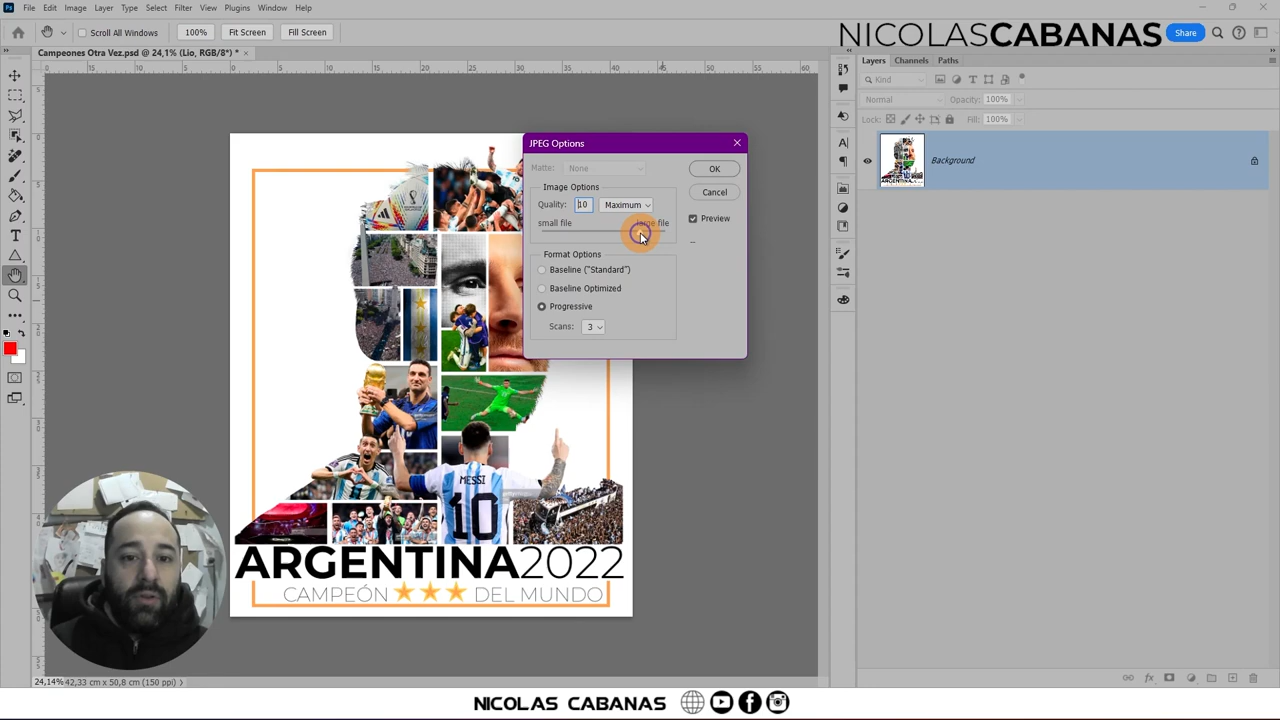 File Edit Image Layer Type Select Filter View Plugins Window Help
Scroll All Windows 100% Fit Screen Fill Screen
NICOLASCABANAS
Share
Campeones Otra Vez.psd @ 24,1% (Lio, RGB/8*) *
Layers Channels Paths
Kind
Normal Opacity: 100%
Lock: Fill: 100%
Background
JPEG Options
Matte: None
OK
Image Options
Cancel
Quality: 10 Maximum
Preview
small file large file
Format Options
Baseline ("Standard")
Baseline Optimized
Progressive
Scans: 3
MESSI
10
ARGENTINA2022
CAMPEÓN DEL MUNDO
24,14% 42,33 cm x 50,8 cm (150 ppi)
NICOLAS CABANAS